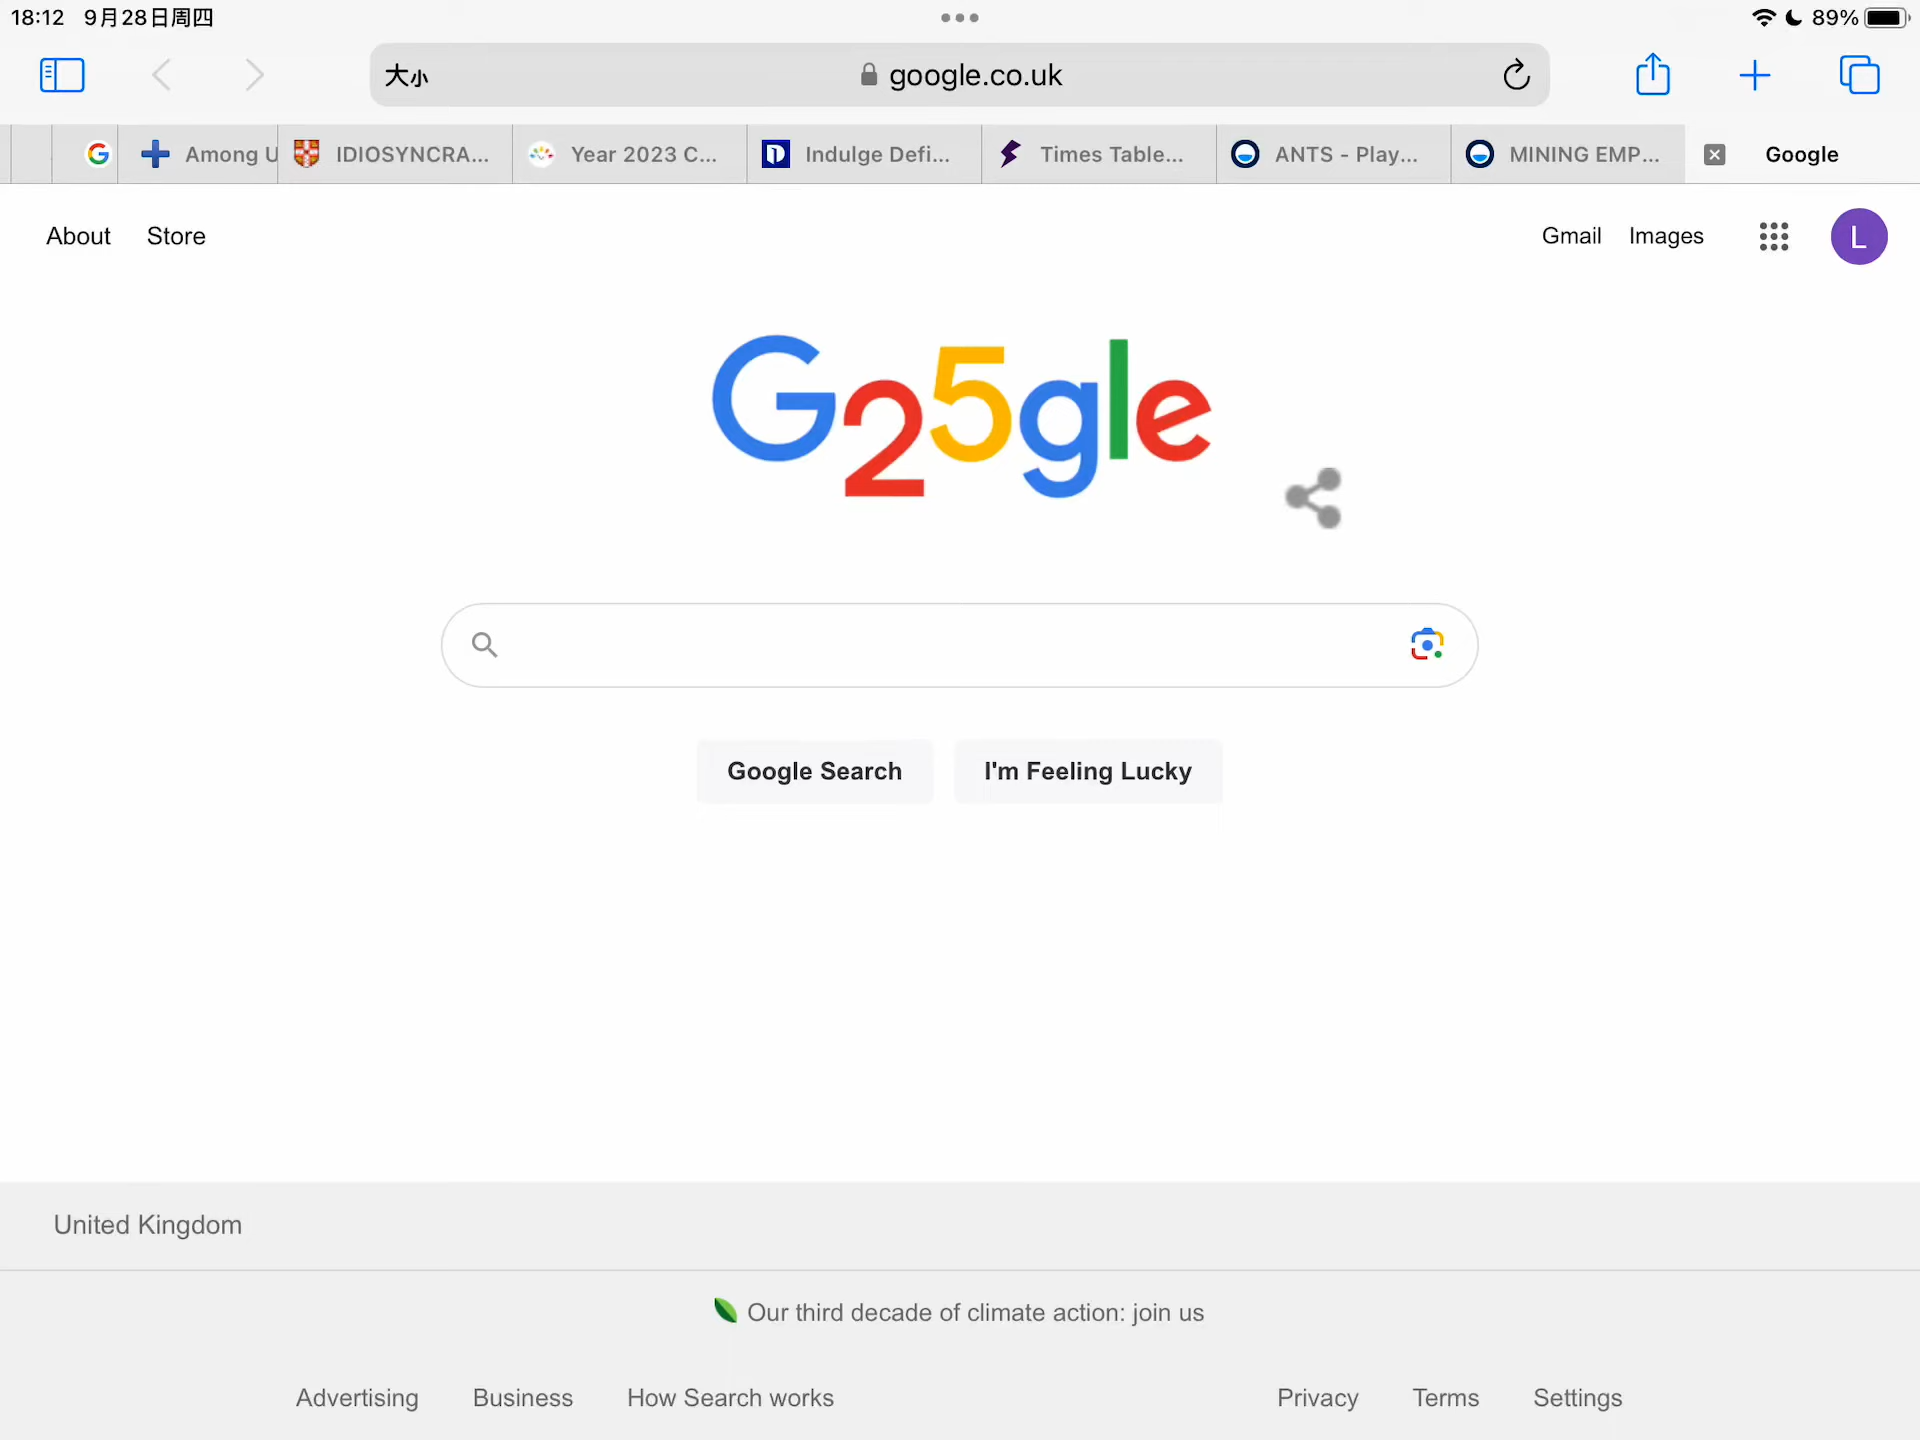 18:12 9月28日周四 89%
大小 google.co.uk
Among U IDIOSYNCRA... Year 2023 C... Indulge Defi... Times Table... ANTS - Play... MINING EMP... Google
About Store Gmail Images L
G25gle
Google Search I'm Feeling Lucky
United Kingdom
Our third decade of climate action: join us
Advertising Business How Search works Privacy Terms Settings